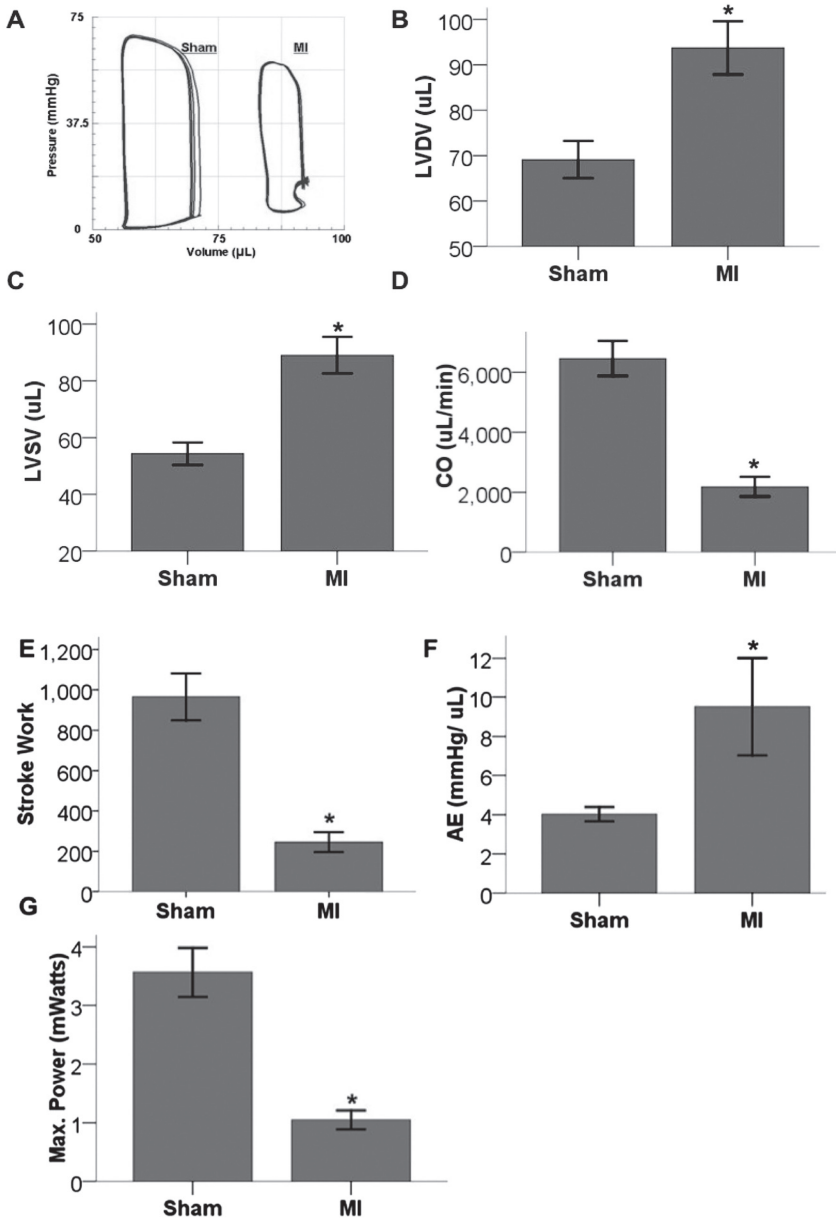 A
75
Sham
MI
Pressure (mmHg)
37.5
0
50
75
100
Volume (µL)
B
*
100
90
80
70
60
50
LVDV (uL)
Sham
MI
C
*
100
80
60
40
20
LVSV (uL)
Sham
MI
D
6,000
4,000
2,000
0
CO (uL/min)
*
Sham
MI
E
1,200
1,000
800
600
400
200
0
Stroke Work
*
Sham
MI
F
*
12
10
8
6
4
2
0
AE (mmHg/ uL)
Sham
MI
G
4
3
2
1
0
Max. Power (mWatts)
*
Sham
MI